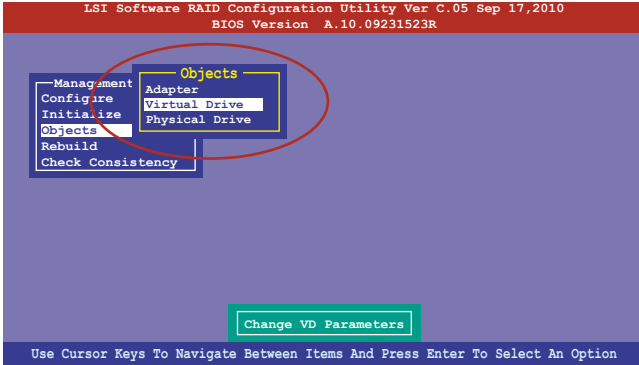 LSI Software RAID Configuration Utility Ver C.05 Sep 17,2010
BIOS Version A.10.09231523R
Management
Configure
Initialize
Objects
Rebuild
Check Consistency
Objects
Adapter
Virtual Drive
Physical Drive
Change VD Parameters
Use Cursor Keys To Navigate Between Items And Press Enter To Select An Option